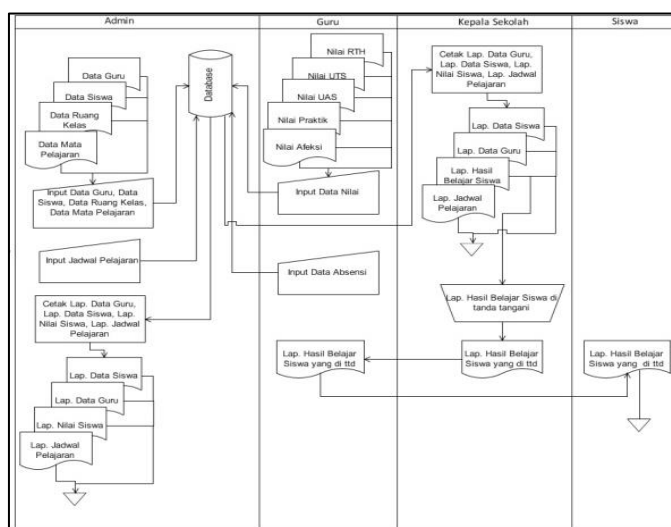 Admin
Guru
Kepala Sekolah
Siswa
Data Guru
Data Siswa
Data Ruang
Kelas
Data Mata
Pelajaran
Input Data Guru, Data
Siswa, Data Ruang Kelas,
Data Mata Pelajaran
Input Jadwal Pelajaran
Database
Cetak Lap. Data Guru,
Lap. Data Siswa, Lap.
Nilai Siswa, Lap. Jadwal
Pelajaran
Lap. Data Siswa
Lap. Data Guru
Lap. Nilai Siswa
Lap. Jadwal
Pelajaran
Nilai RTH
Nilai UTS
Nilai UAS
Nilai Praktik
Nilai Afeksi
Input Data Nilai
Input Data Absensi
Lap. Hasil Belajar
Siswa yang di ttd
Cetak Lap. Data Guru,
Lap. Data Siswa, Lap.
Nilai Siswa, Lap. Jadwal
Pelajaran
Lap. Data Siswa
Lap. Data Guru
Lap. Hasil
Belajar Siswa
Lap. Jadwal
Pelajaran
Lap. Hasil Belajar Siswa di
tanda tangani
Lap. Hasil Belajar
Siswa yang di ttd
Lap. Hasil Belajar
Siswa yang di ttd